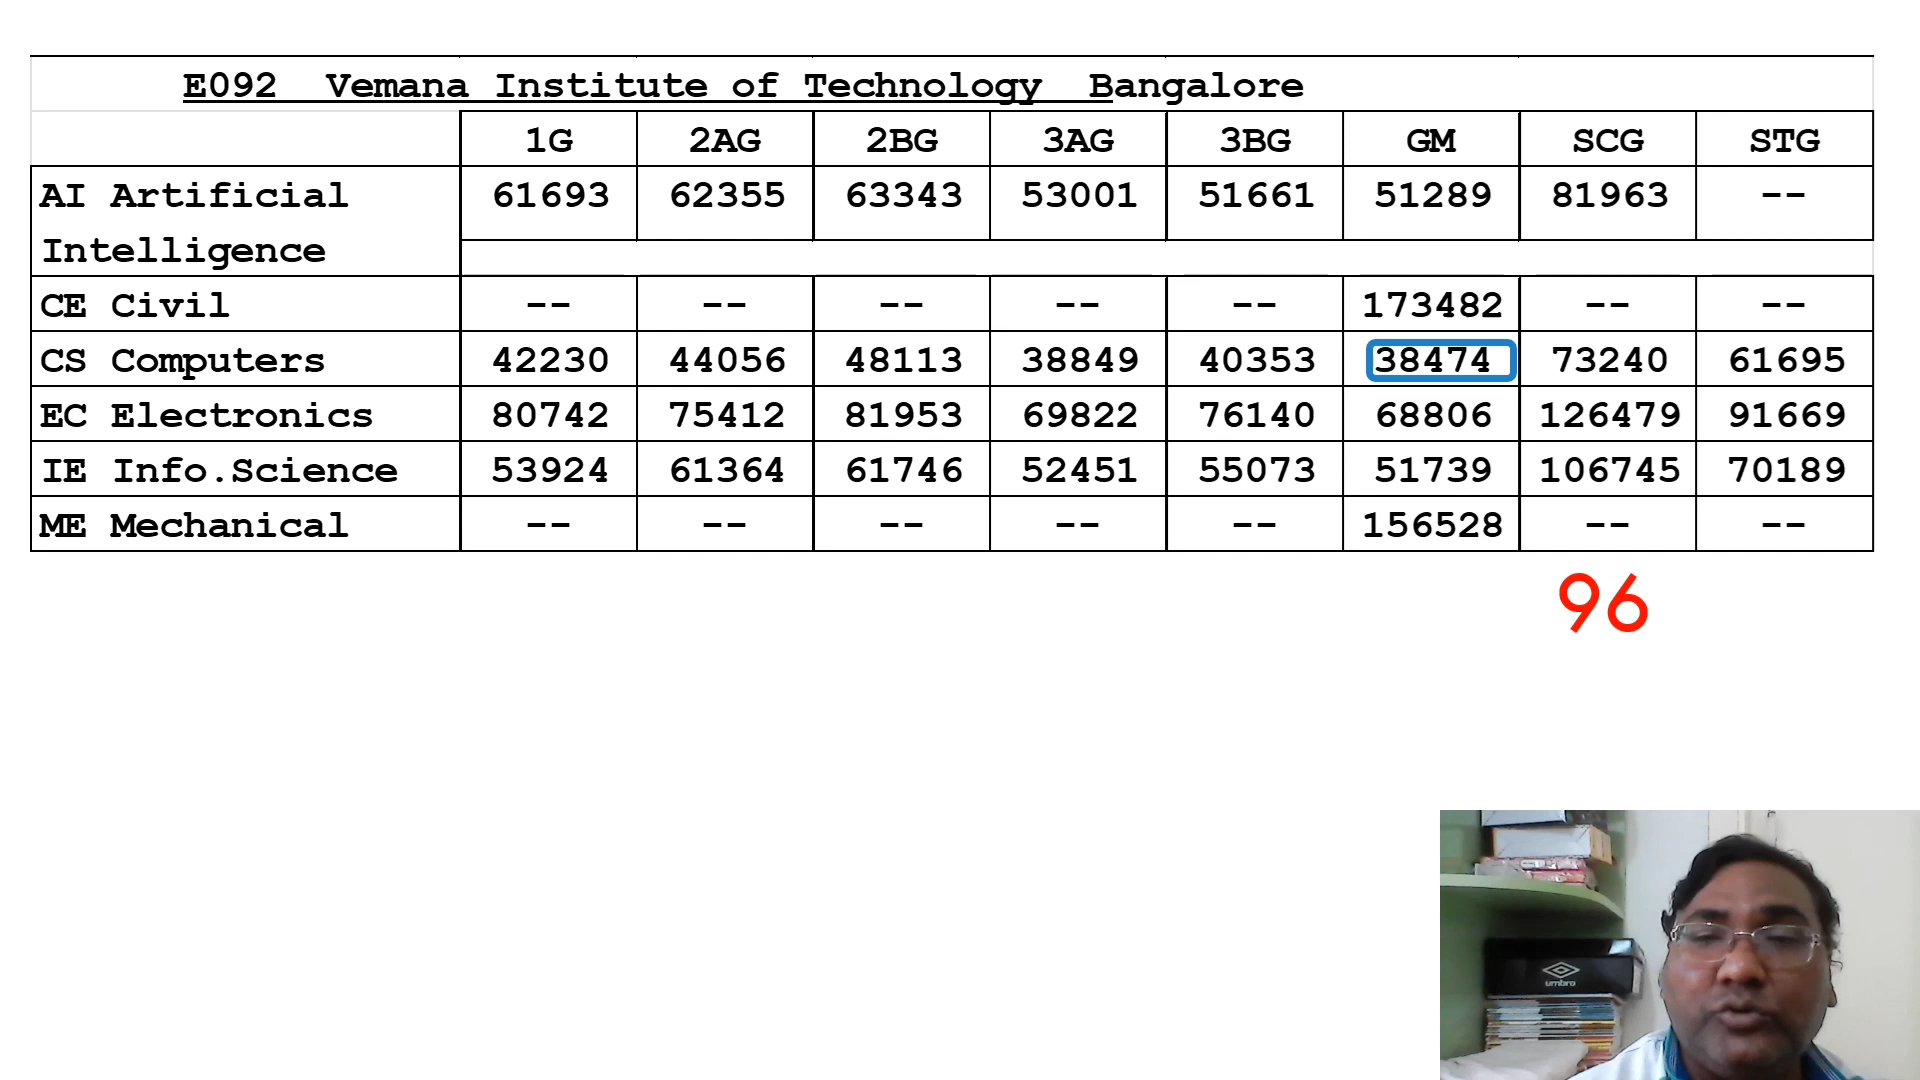 E092 Vemana Institute of Technology Bangalore
1G 2AG 2BG 3AG 3BG GM SCG STG
AI Artificial Intelligence 61693 62355 63343 53001 51661 51289 81963 --
CE Civil -- -- -- -- -- 173482 -- --
CS Computers 42230 44056 48113 38849 40353 38474 73240 61695
EC Electronics 80742 75412 81953 69822 76140 68806 126479 91669
IE Info.Science 53924 61364 61746 52451 55073 51739 106745 70189
ME Mechanical -- -- -- -- -- 156528 -- --
96
umbro